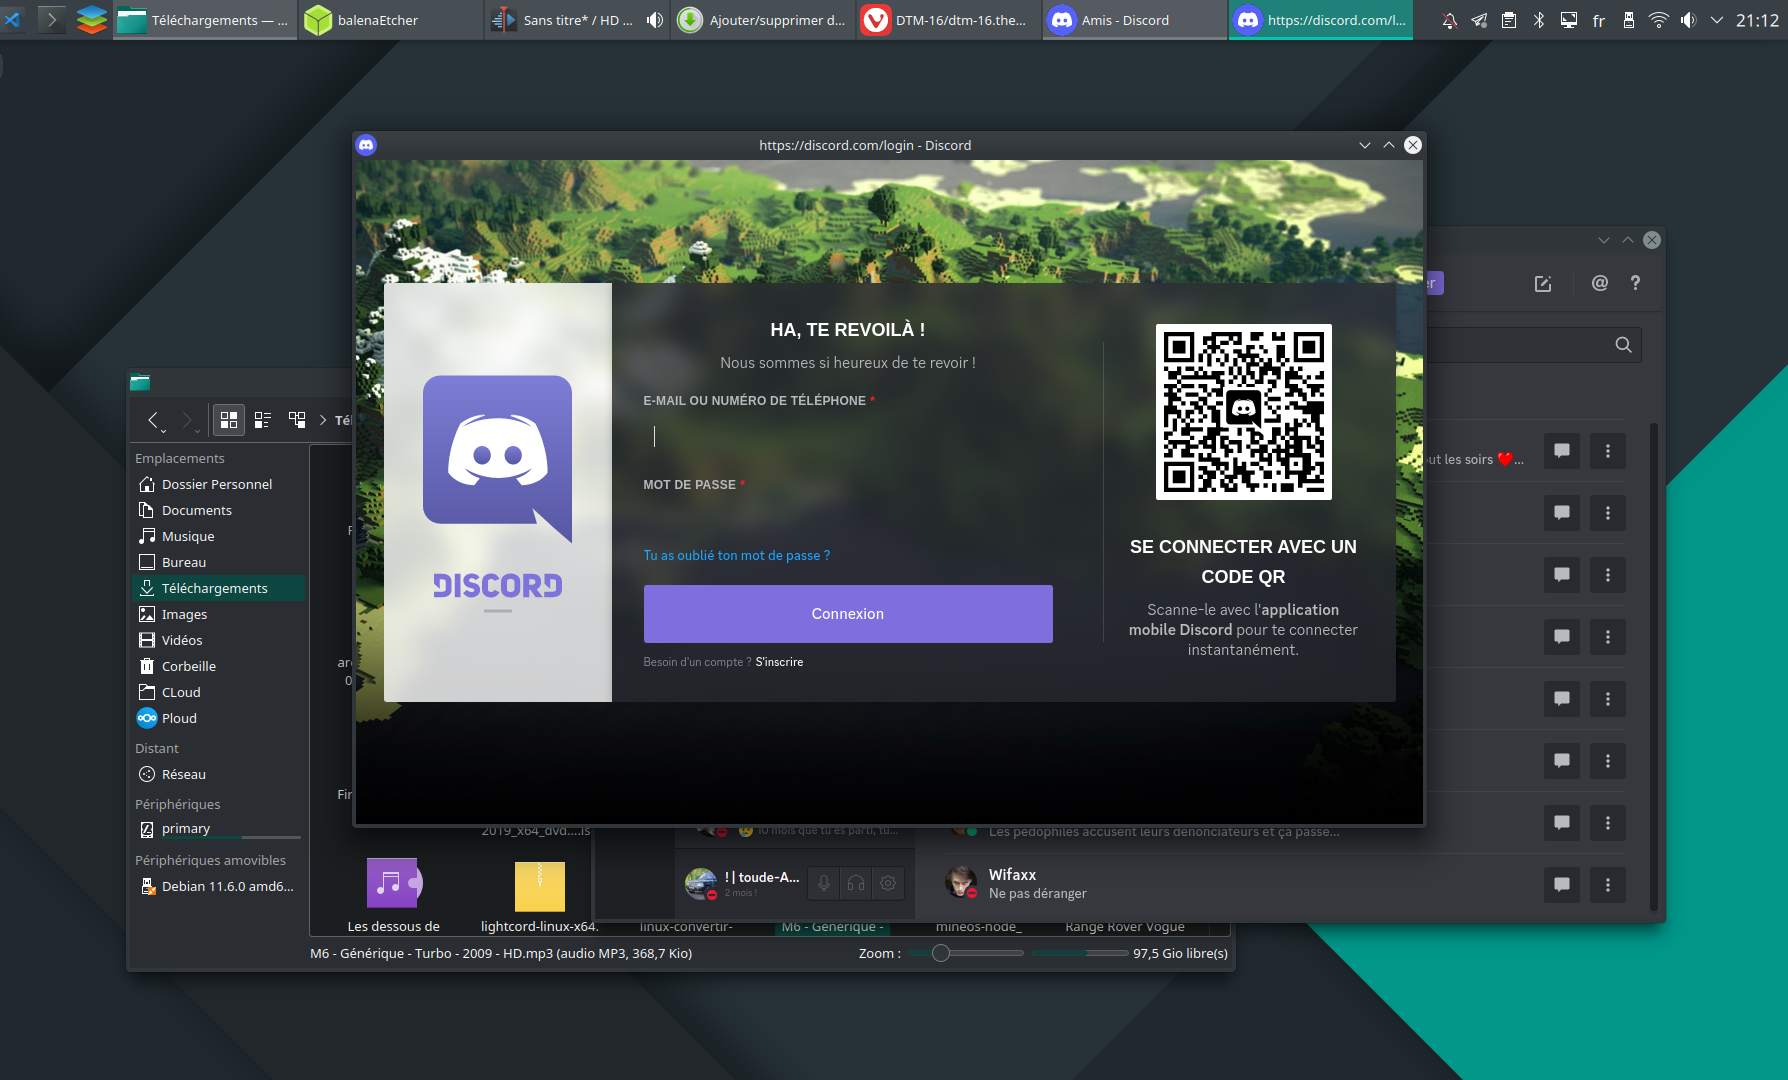 Téléchargements — ...
balenaEtcher
Sans titre* / HD ...
Ajouter/supprimer d...
DTM-16/dtm-16.the...
Amis - Discord
https://discord.com/l...
fr
21:12
https://discord.com/login - Discord
HA, TE REVOILÀ !
Nous sommes si heureux de te revoir !
E-MAIL OU NUMÉRO DE TÉLÉPHONE *
MOT DE PASSE *
Tu as oublié ton mot de passe ?
Connexion
Besoin d'un compte ? S'inscrire
DISCORD
SE CONNECTER AVEC UN
CODE QR
Scanne-le avec l'application
mobile Discord pour te connecter
instantanément.
Emplacements
Dossier Personnel
Documents
Musique
Bureau
Téléchargements
Images
Vidéos
Corbeille
CLoud
Ploud
Distant
Réseau
Périphériques
primary
Périphériques amovibles
Debian 11.6.0 amd6...
les soirs ❤️...
2019_x64_dvd....is
10 mois que tu es parti, tu...
Les pédophiles accusent leurs dénonciateurs et ça passe...
! | toude-A...
2 mois !
Wifaxx
Ne pas déranger
Les dessous de
lightcord-linux-x64.
linux-convertir-
M6 - Générique -
mineos-node_
Range Rover Vogue
M6 - Générique - Turbo - 2009 - HD.mp3 (audio MP3, 368,7 Kio)
Zoom :
97,5 Gio libre(s)